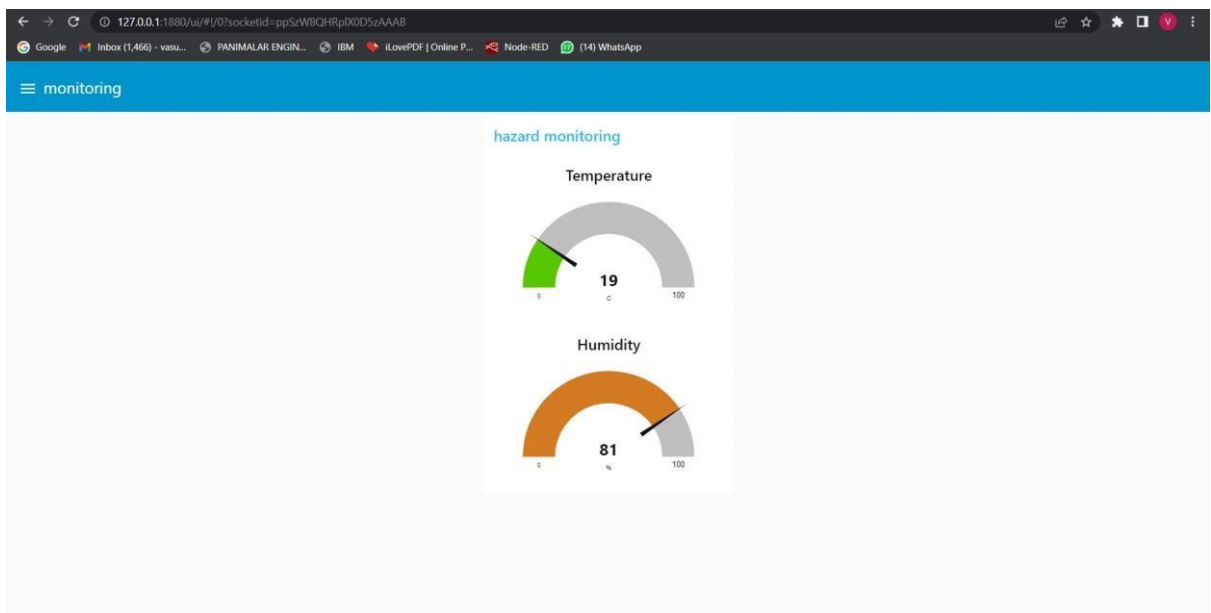 127.0.0.1:1880/ui/#!/0?socketid=ppSzW8QHRplX0D5zAAAB
Google Inbox (1,466) - vasu... PANIMALAR ENGIN... IBM iLovePDF | Online P... Node-RED (14) WhatsApp
V
monitoring
hazard monitoring
Temperature
19
0 C 100
Humidity
81
0 % 100